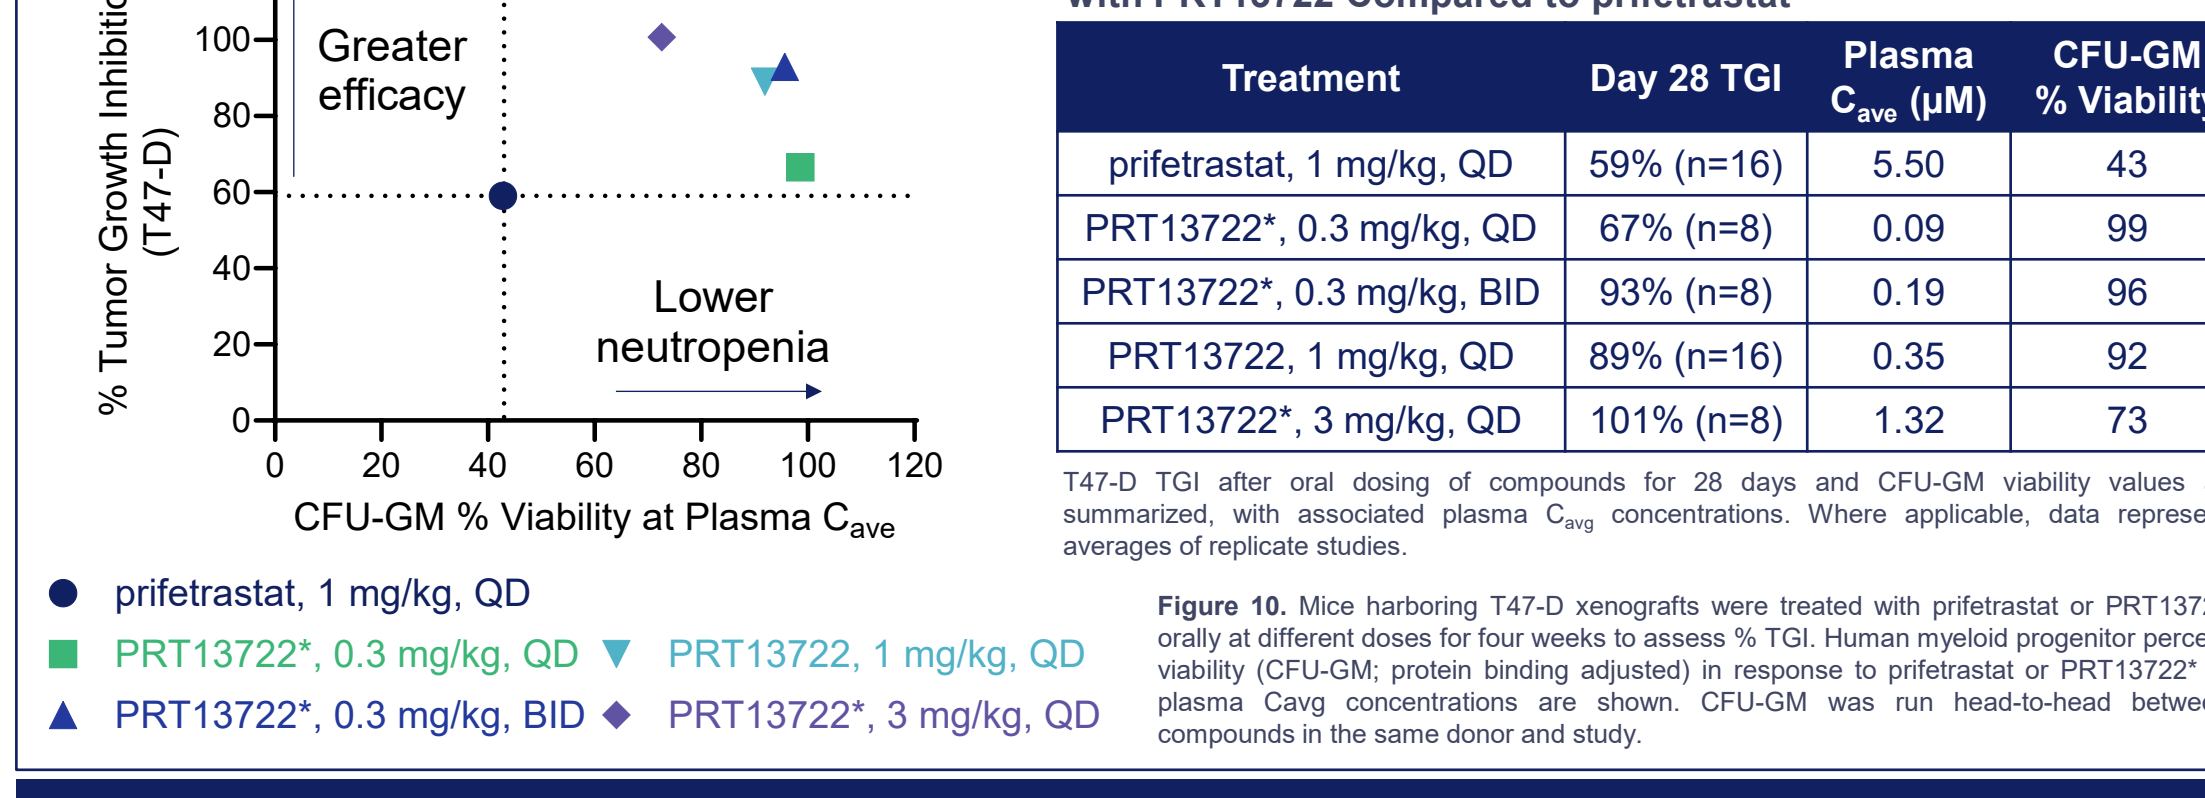 % Tumor Growth
(T47-D)
100
80
60
40
20
0
Greater
efficacy
Lower
neutropenia
0 20 40 60 80 100 120
CFU-GM % Viability at Plasma Cave
prifetrastat, 1 mg/kg, QD
PRT13722*, 0.3 mg/kg, QD PRT13722, 1 mg/kg, QD
PRT13722*, 0.3 mg/kg, BID PRT13722*, 3 mg/kg, QD
with PRT13722 Compared to prifetrastat
Treatment Day 28 TGI Plasma Cave (µM) CFU-GM % Viability
prifetrastat, 1 mg/kg, QD 59% (n=16) 5.50 43
PRT13722*, 0.3 mg/kg, QD 67% (n=8) 0.09 99
PRT13722*, 0.3 mg/kg, BID 93% (n=8) 0.19 96
PRT13722, 1 mg/kg, QD 89% (n=16) 0.35 92
PRT13722*, 3 mg/kg, QD 101% (n=8) 1.32 73
T47-D TGI after oral dosing of compounds for 28 days and CFU-GM viability values
summarized, with associated plasma Cavg concentrations. Where applicable, data
averages of replicate studies.
Figure 10. Mice harboring T47-D xenografts were treated with prifetrastat or
orally at different doses for four weeks to assess % TGI. Human myeloid progenitor
viability (CFU-GM; protein binding adjusted) in response to prifetrastat or PRT13722*
plasma Cavg concentrations are shown. CFU-GM was run head-to-head
compounds in the same donor and study.